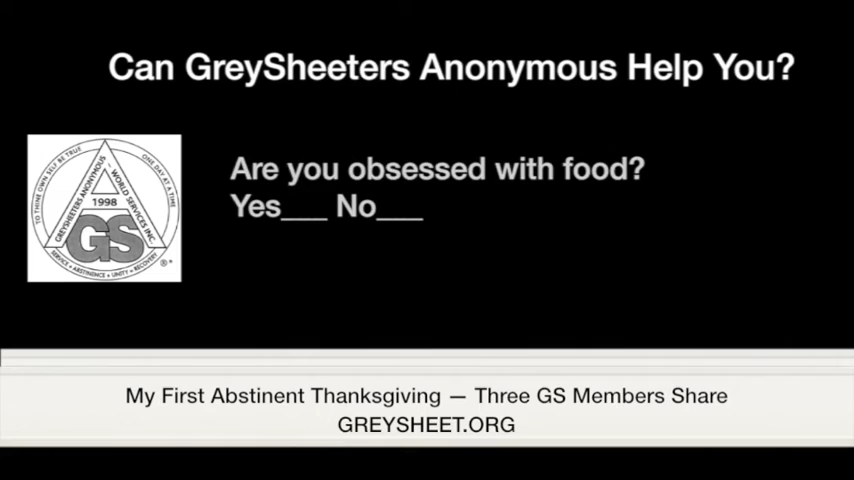 Can GreySheeters Anonymous Help You?
TO THINE OWN SELF BE TRUE
ONE DAY AT A TIME
GREYSHEETERS ANONYMOUS
WORLD SERVICES INC.
1998
GS
SERVICE • ABSTINENCE • UNITY • RECOVERY
®
Are you obsessed with food?
Yes___ No___
My First Abstinent Thanksgiving — Three GS Members Share
GREYSHEET.ORG